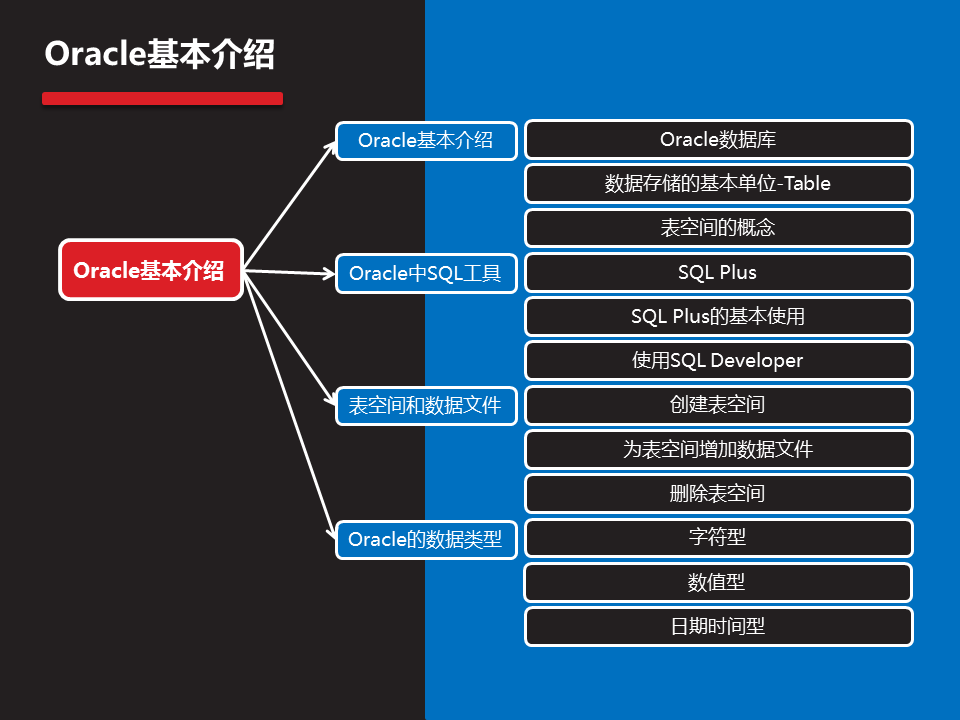 Oracle基本介绍
Oracle基本介绍
Oracle基本介绍
Oracle数据库
数据存储的基本单位-Table
表空间的概念
Oracle中SQL工具
SQL Plus
SQL Plus的基本使用
使用SQL Developer
表空间和数据文件
创建表空间
为表空间增加数据文件
删除表空间
Oracle的数据类型
字符型
数值型
日期时间型